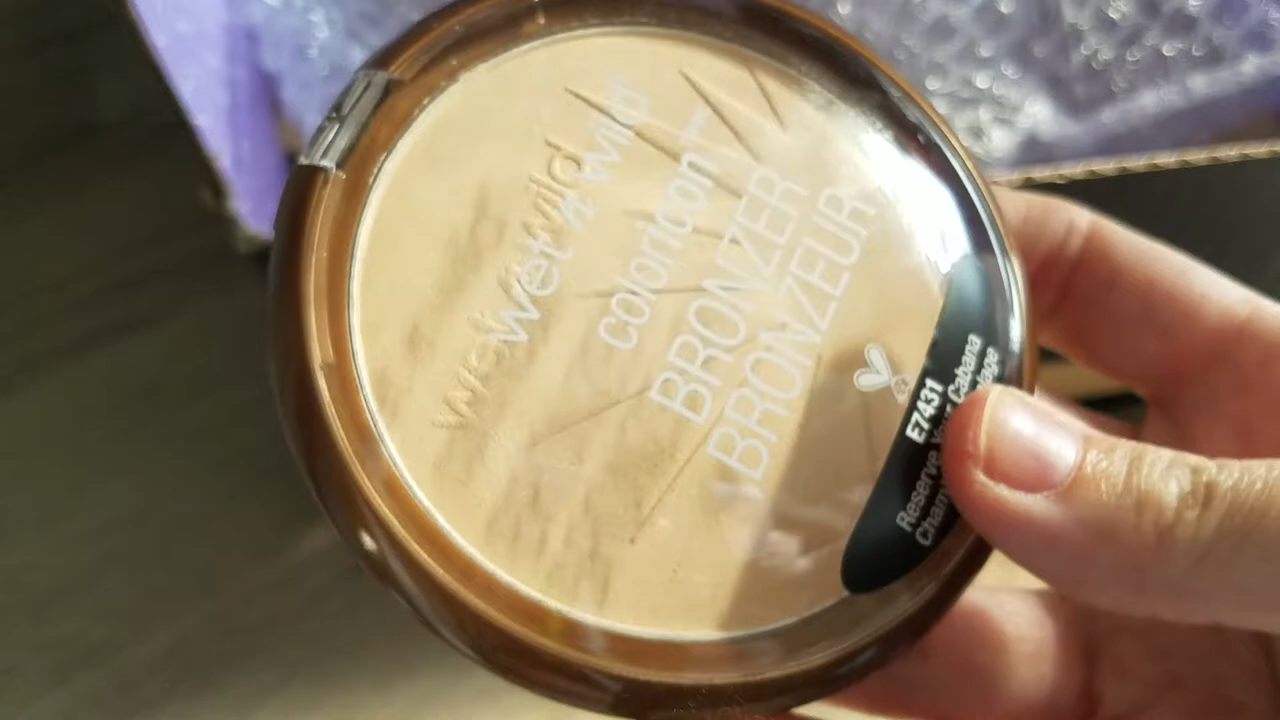 wet n wild
coloricon
BRONZER
BRONZEUR
E7431
Reserve Your Cabana